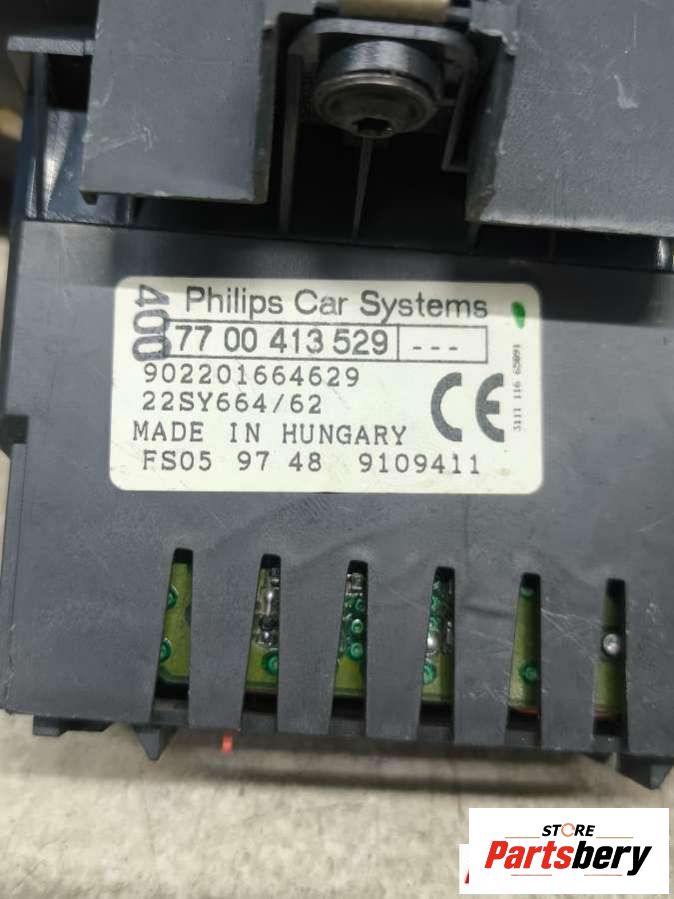 400
Philips Car Systems
77 00 413 529 ---
902201664629
22SY664/62
MADE IN HUNGARY
CE
FS05 97 48 9109411
STORE
Partsbery